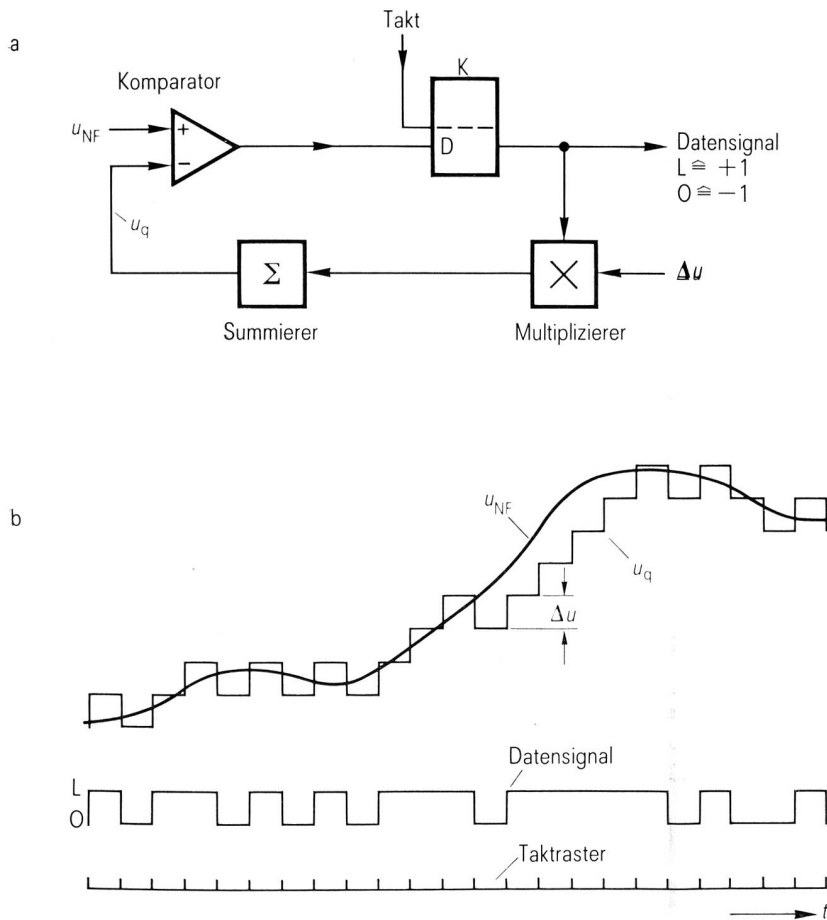 a
Takt
K
Komparator
u_NF
+
D
Datensignal
L ≙ +1
O ≙ −1
−
u_q
Σ
×
Δu
Summierer
Multiplizierer
b
u_NF
u_q
Δu
Datensignal
L
O
Taktraster
t